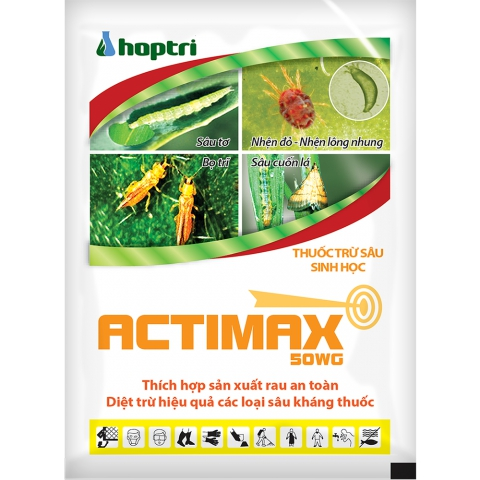 hoptri
Sâu tơ
Nhện đỏ - Nhện lông nhung
Bọ trĩ
Sâu cuốn lá
THUỐC TRỪ SÂU
SINH HỌC
ACTIMAX
50WG
Thích hợp sản xuất rau an toàn
Diệt trừ hiệu quả các loại sâu kháng thuốc